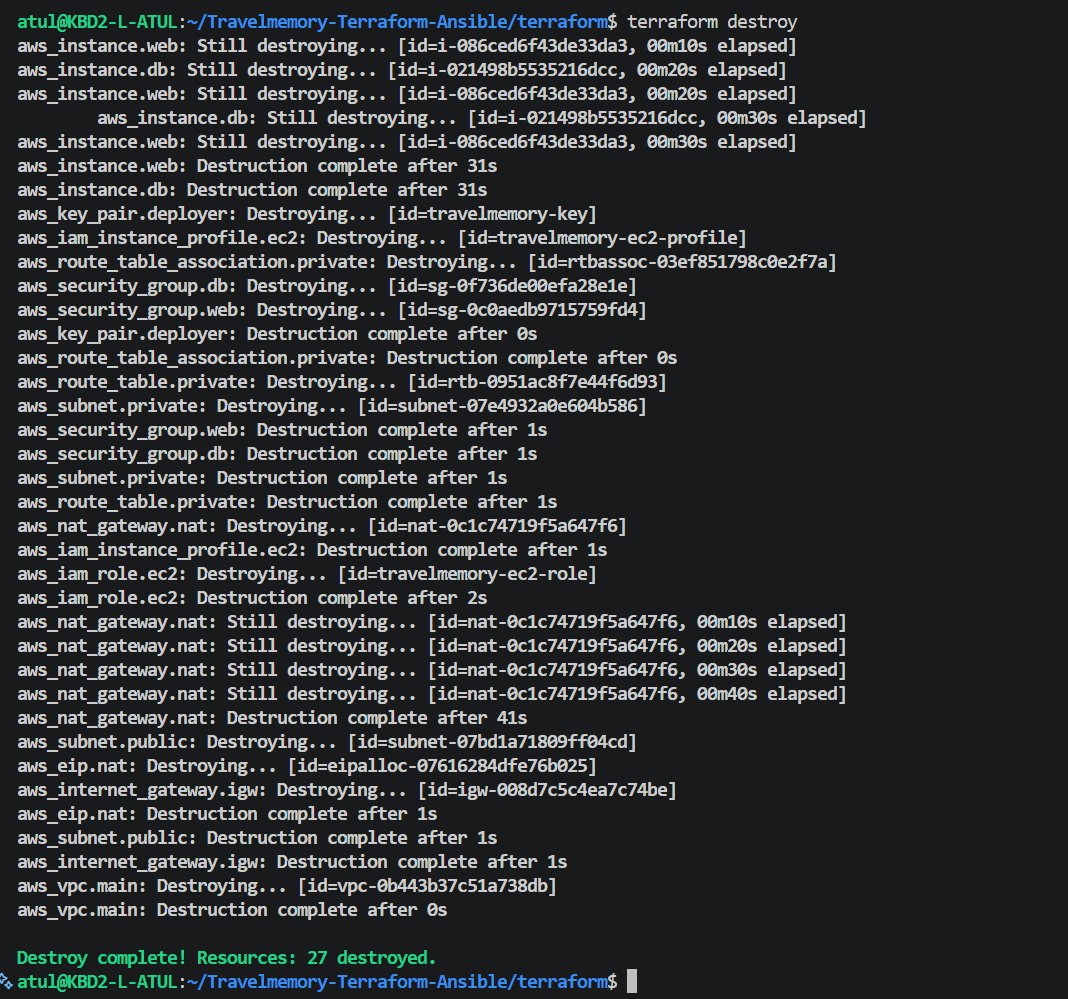 atul@KBD2-L-ATUL:~/Travelmemory-Terraform-Ansible/terraform$ terraform destroy
aws_instance.web: Still destroying... [id=i-086ced6f43de33da3, 00m10s elapsed]
aws_instance.db: Still destroying... [id=i-021498b5535216dcc, 00m20s elapsed]
aws_instance.web: Still destroying... [id=i-086ced6f43de33da3, 00m20s elapsed]
aws_instance.db: Still destroying... [id=i-021498b5535216dcc, 00m30s elapsed]
aws_instance.web: Still destroying... [id=i-086ced6f43de33da3, 00m30s elapsed]
aws_instance.web: Destruction complete after 31s
aws_instance.db: Destruction complete after 31s
aws_key_pair.deployer: Destroying... [id=travelmemory-key]
aws_iam_instance_profile.ec2: Destroying... [id=travelmemory-ec2-profile]
aws_route_table_association.private: Destroying... [id=rtbassoc-03ef851798c0e2f7a]
aws_security_group.db: Destroying... [id=sg-0f736de00efa28e1e]
aws_security_group.web: Destroying... [id=sg-0c0aedb9715759fd4]
aws_key_pair.deployer: Destruction complete after 0s
aws_route_table_association.private: Destruction complete after 0s
aws_route_table.private: Destroying... [id=rtb-0951ac8f7e44f6d93]
aws_subnet.private: Destroying... [id=subnet-07e4932a0e604b586]
aws_security_group.web: Destruction complete after 1s
aws_security_group.db: Destruction complete after 1s
aws_subnet.private: Destruction complete after 1s
aws_route_table.private: Destruction complete after 1s
aws_nat_gateway.nat: Destroying... [id=nat-0c1c74719f5a647f6]
aws_iam_instance_profile.ec2: Destruction complete after 1s
aws_iam_role.ec2: Destroying... [id=travelmemory-ec2-role]
aws_iam_role.ec2: Destruction complete after 2s
aws_nat_gateway.nat: Still destroying... [id=nat-0c1c74719f5a647f6, 00m10s elapsed]
aws_nat_gateway.nat: Still destroying... [id=nat-0c1c74719f5a647f6, 00m20s elapsed]
aws_nat_gateway.nat: Still destroying... [id=nat-0c1c74719f5a647f6, 00m30s elapsed]
aws_nat_gateway.nat: Still destroying... [id=nat-0c1c74719f5a647f6, 00m40s elapsed]
aws_nat_gateway.nat: Destruction complete after 41s
aws_subnet.public: Destroying... [id=subnet-07bd1a71809ff04cd]
aws_eip.nat: Destroying... [id=eipalloc-07616284dfe76b025]
aws_internet_gateway.igw: Destroying... [id=igw-008d7c5c4ea7c74be]
aws_eip.nat: Destruction complete after 1s
aws_subnet.public: Destruction complete after 1s
aws_internet_gateway.igw: Destruction complete after 1s
aws_vpc.main: Destroying... [id=vpc-0b443b37c51a738db]
aws_vpc.main: Destruction complete after 0s
Destroy complete! Resources: 27 destroyed.
atul@KBD2-L-ATUL:~/Travelmemory-Terraform-Ansible/terraform$